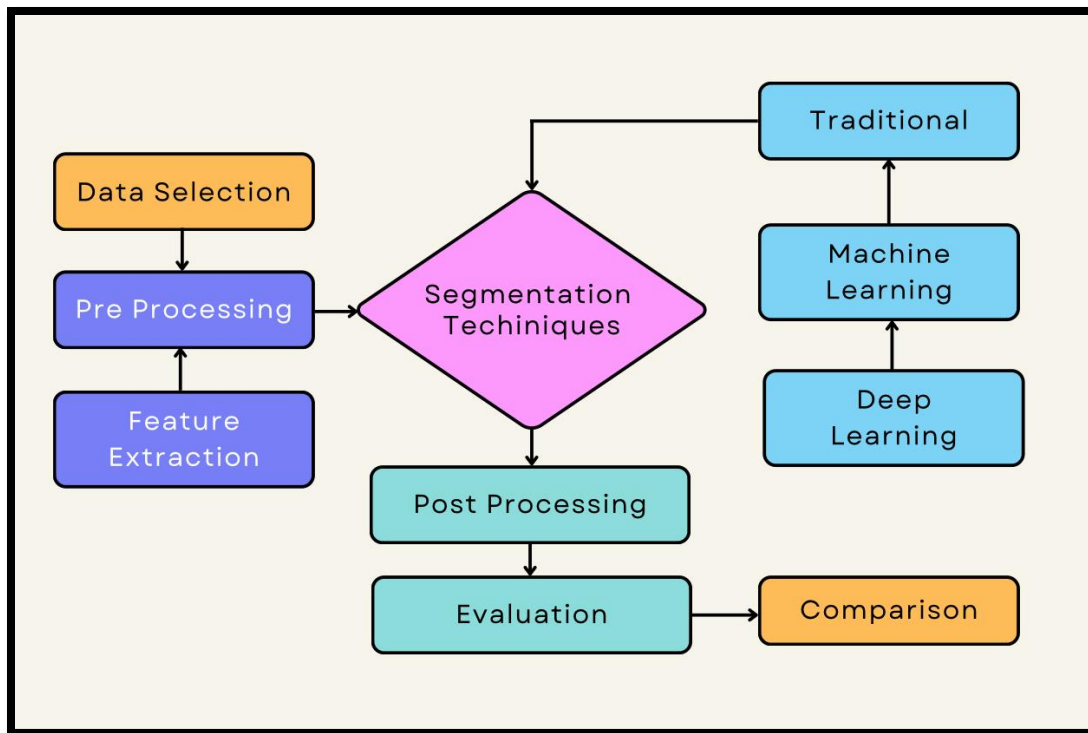 Data Selection
Pre Processing
Feature
Extraction
Segmentation
Techiniques
Traditional
Machine
Learning
Deep
Learning
Post Processing
Evaluation
Comparison